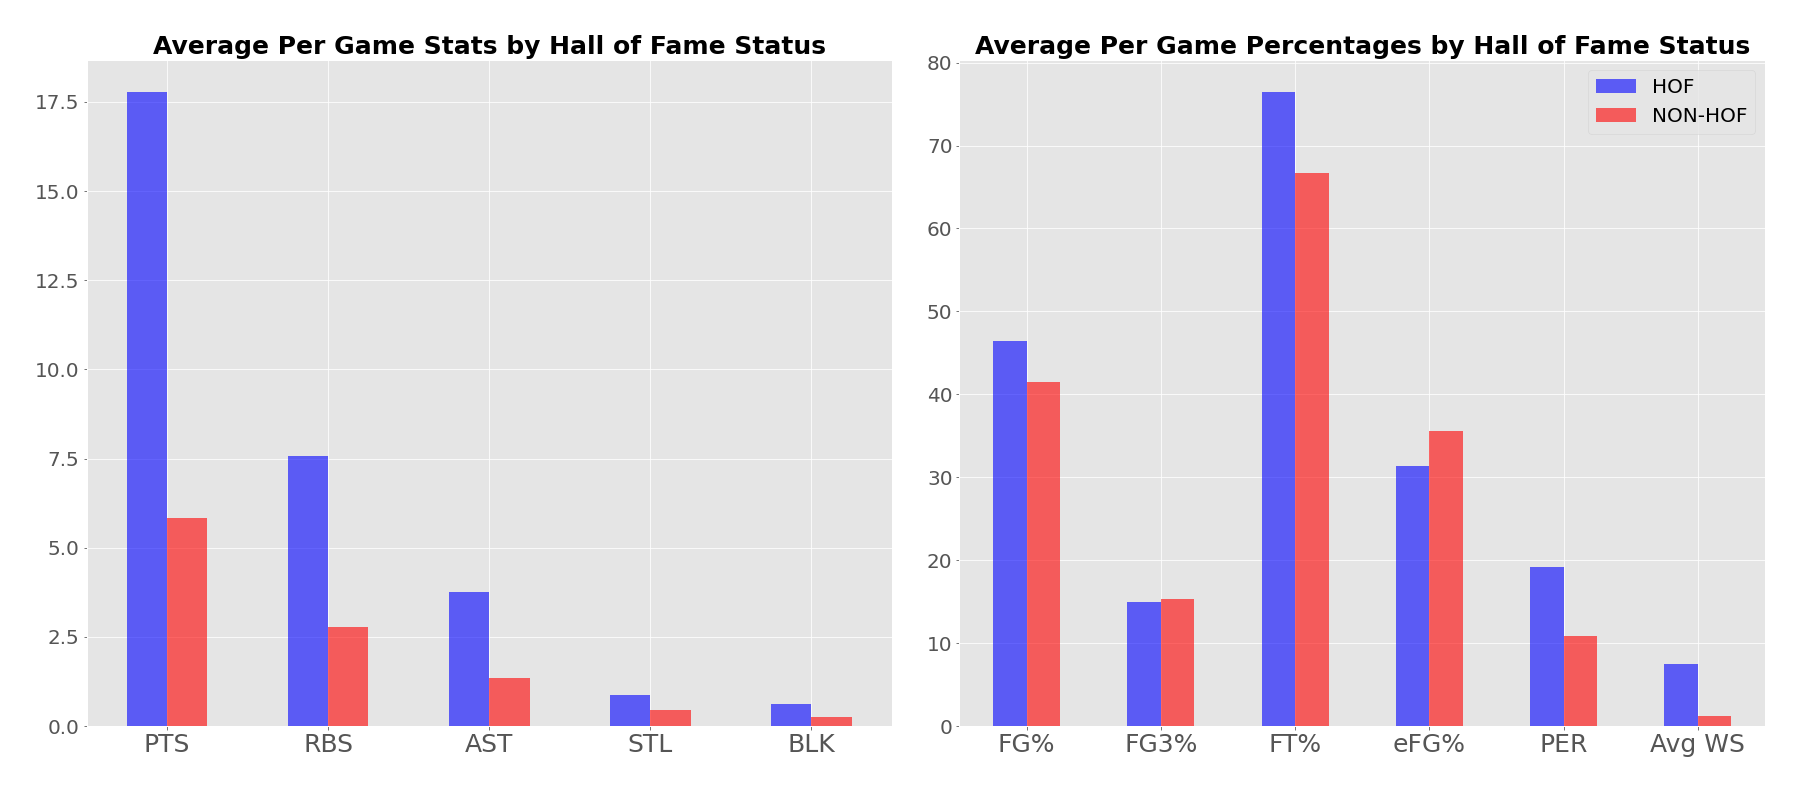 Average Per Game Stats by Hall of Fame Status
17.5
15.0
12.5
10.0
7.5
5.0
2.5
0.0
PTS RBS AST STL BLK
Average Per Game Percentages by Hall of Fame Status
80
70
60
50
40
30
20
10
0
FG% FG3% FT% eFG% PER Avg WS
HOF
NON-HOF